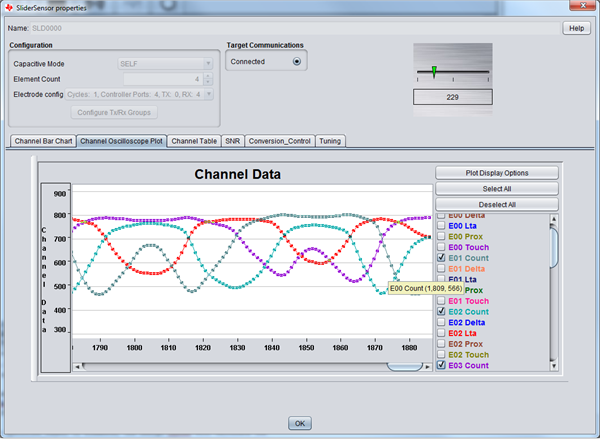 SliderSensor properties
Name: SLD0000
Help
Configuration
Target Communications
Capacitive Mode SELF
Connected
Element Count 4
Electrode config Cycles: 1, Controller Ports: 4, TX: 0, RX: 4
229
Configure Tx/Rx Groups
Channel Bar Chart Channel Oscilloscope Plot Channel Table SNR Conversion_Control Tuning
Channel Data
Plot Display Options
Select All
Deselect All
E00 Delta
E00 Lta
E00 Prox
E00 Touch
E01 Count
E01 Delta
E01 Lta
E01 Prox
E01 Touch
E02 Count
E02 Delta
E02 Lta
E02 Prox
E02 Touch
E03 Count
Channel Data
900
800
700
600
500
400
300
E00 Count (1,809, 566)
1790 1800 1810 1820 1830 1840 1850 1860 1870 1880
OK